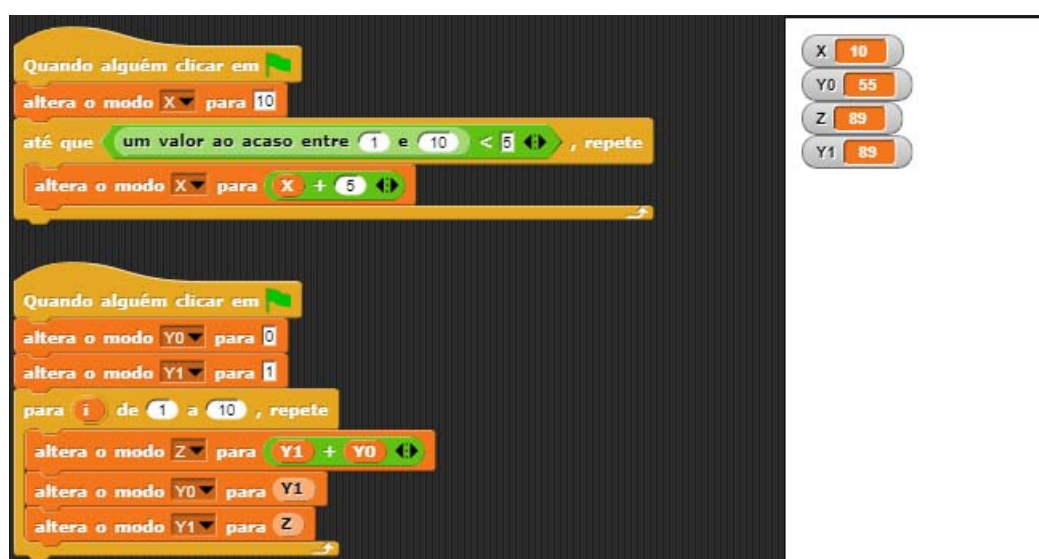 Quando alguém clicar em
altera o modo X para 10
até que um valor ao acaso entre 1 e 10 < 5 , repete
altera o modo X para X + 5
Quando alguém clicar em
altera o modo Y0 para 0
altera o modo Y1 para 1
para i de 1 a 10 , repete
altera o modo Z para Y1 + Y0
altera o modo Y0 para Y1
altera o modo Y1 para Z
X 10
Y0 55
Z 89
Y1 89